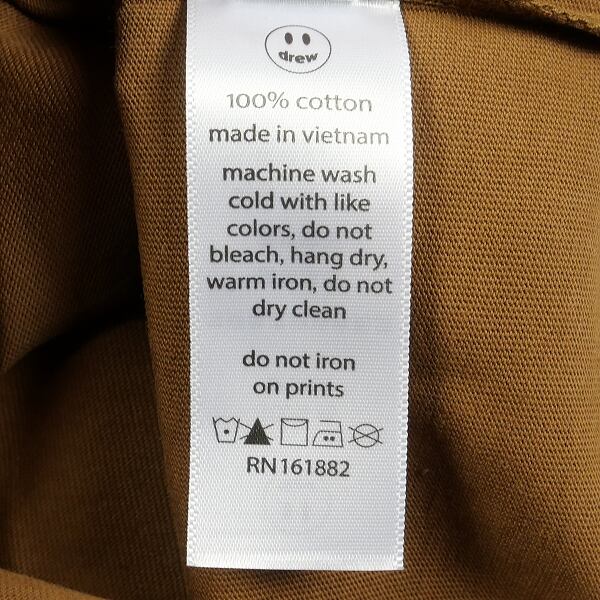 drew
100% cotton
made in vietnam
machine wash
cold with like
colors, do not
bleach, hang dry,
warm iron, do not
dry clean
do not iron
on prints
RN161882